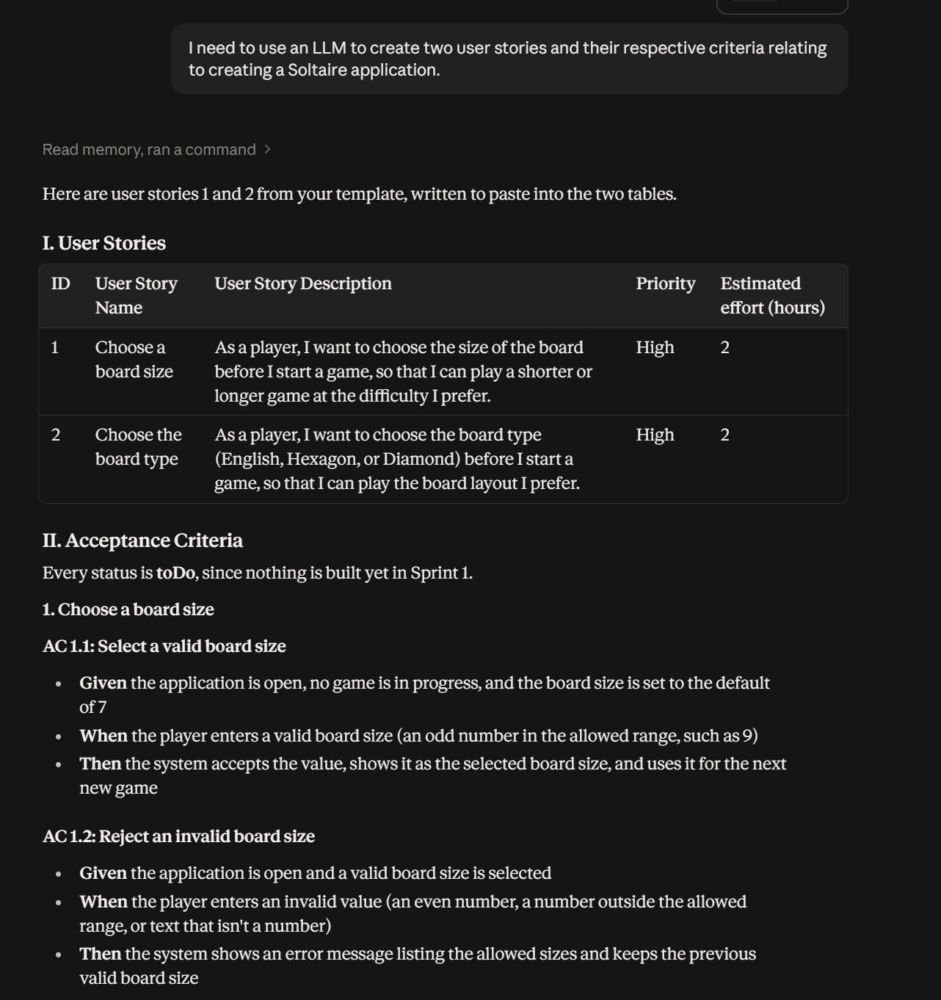 I need to use an LLM to create two user stories and their respective criteria relating
to creating a Soltaire application.
Read memory, ran a command >
Here are user stories 1 and 2 from your template, written to paste into the two tables.
I. User Stories
ID User Story Name User Story Description Priority Estimated effort (hours)
1 Choose a board size As a player, I want to choose the size of the board
before I start a game, so that I can play a shorter or
longer game at the difficulty I prefer. High 2
2 Choose the board type As a player, I want to choose the board type
(English, Hexagon, or Diamond) before I start a
game, so that I can play the board layout I prefer. High 2
II. Acceptance Criteria
Every status is toDo, since nothing is built yet in Sprint 1.
1. Choose a board size
AC 1.1: Select a valid board size
• Given the application is open, no game is in progress, and the board size is set to the default
of 7
• When the player enters a valid board size (an odd number in the allowed range, such as 9)
• Then the system accepts the value, shows it as the selected board size, and uses it for the next
new game
AC 1.2: Reject an invalid board size
• Given the application is open and a valid board size is selected
• When the player enters an invalid value (an even number, a number outside the allowed
range, or text that isn't a number)
• Then the system shows an error message listing the allowed sizes and keeps the previous
valid board size